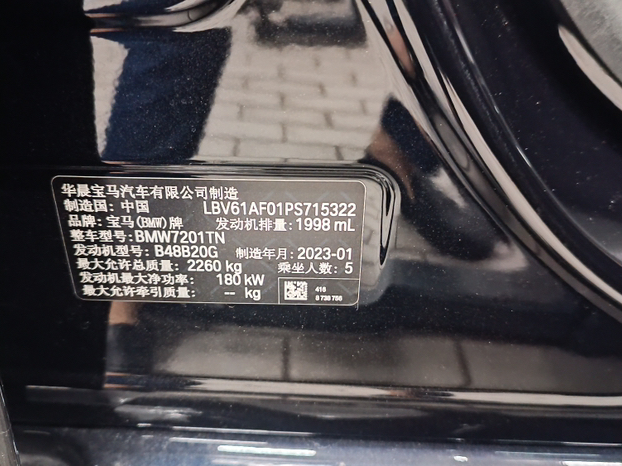 华晨宝马汽车有限公司制造
制造国: 中国 LBV61AF01PS715322
品牌: 宝马(BMW)牌 发动机排量: 1998 mL
整车型号: BMW7201TN
发动机型号: B48B20G 制造年月: 2023-01
最大允许总质量: 2260 kg 乘坐人数: 5
发动机最大净功率: 180 kW
最大允许牵引质量: -- kg
416
8 738 756